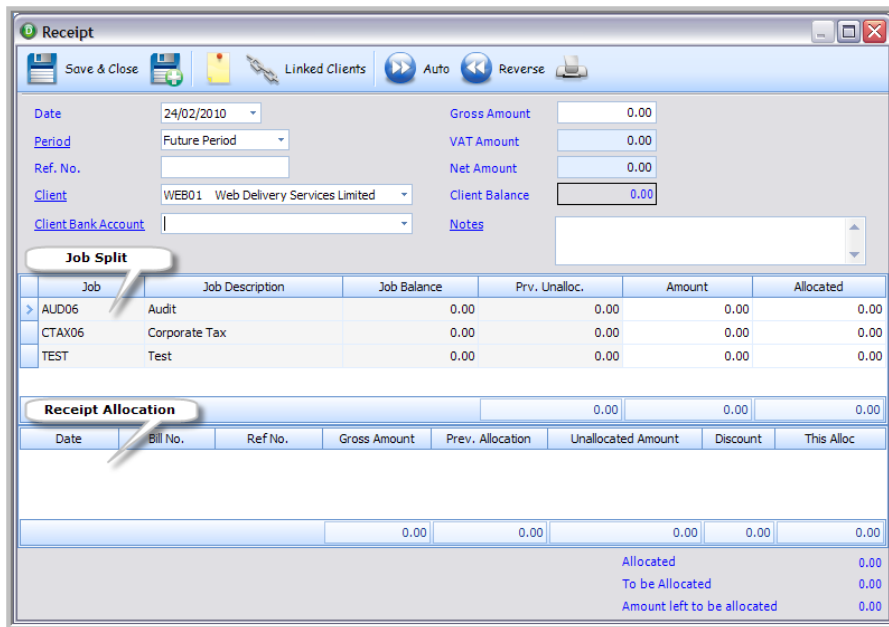 Receipt
Save & Close Linked Clients Auto Reverse
Date 24/02/2010 Gross Amount 0.00
Period Future Period VAT Amount 0.00
Ref. No. Net Amount 0.00
Client WEB01 Web Delivery Services Limited Client Balance 0.00
Client Bank Account Notes
Job Split
Job Job Description Job Balance Prv. Unalloc. Amount Allocated
AUD06 Audit 0.00 0.00 0.00 0.00
CTAX06 Corporate Tax 0.00 0.00 0.00 0.00
TEST Test 0.00 0.00 0.00 0.00
Receipt Allocation 0.00 0.00 0.00
Date Bill No. Ref No. Gross Amount Prev. Allocation Unallocated Amount Discount This Alloc
0.00 0.00 0.00 0.00 0.00
Allocated 0.00
To be Allocated 0.00
Amount left to be allocated 0.00